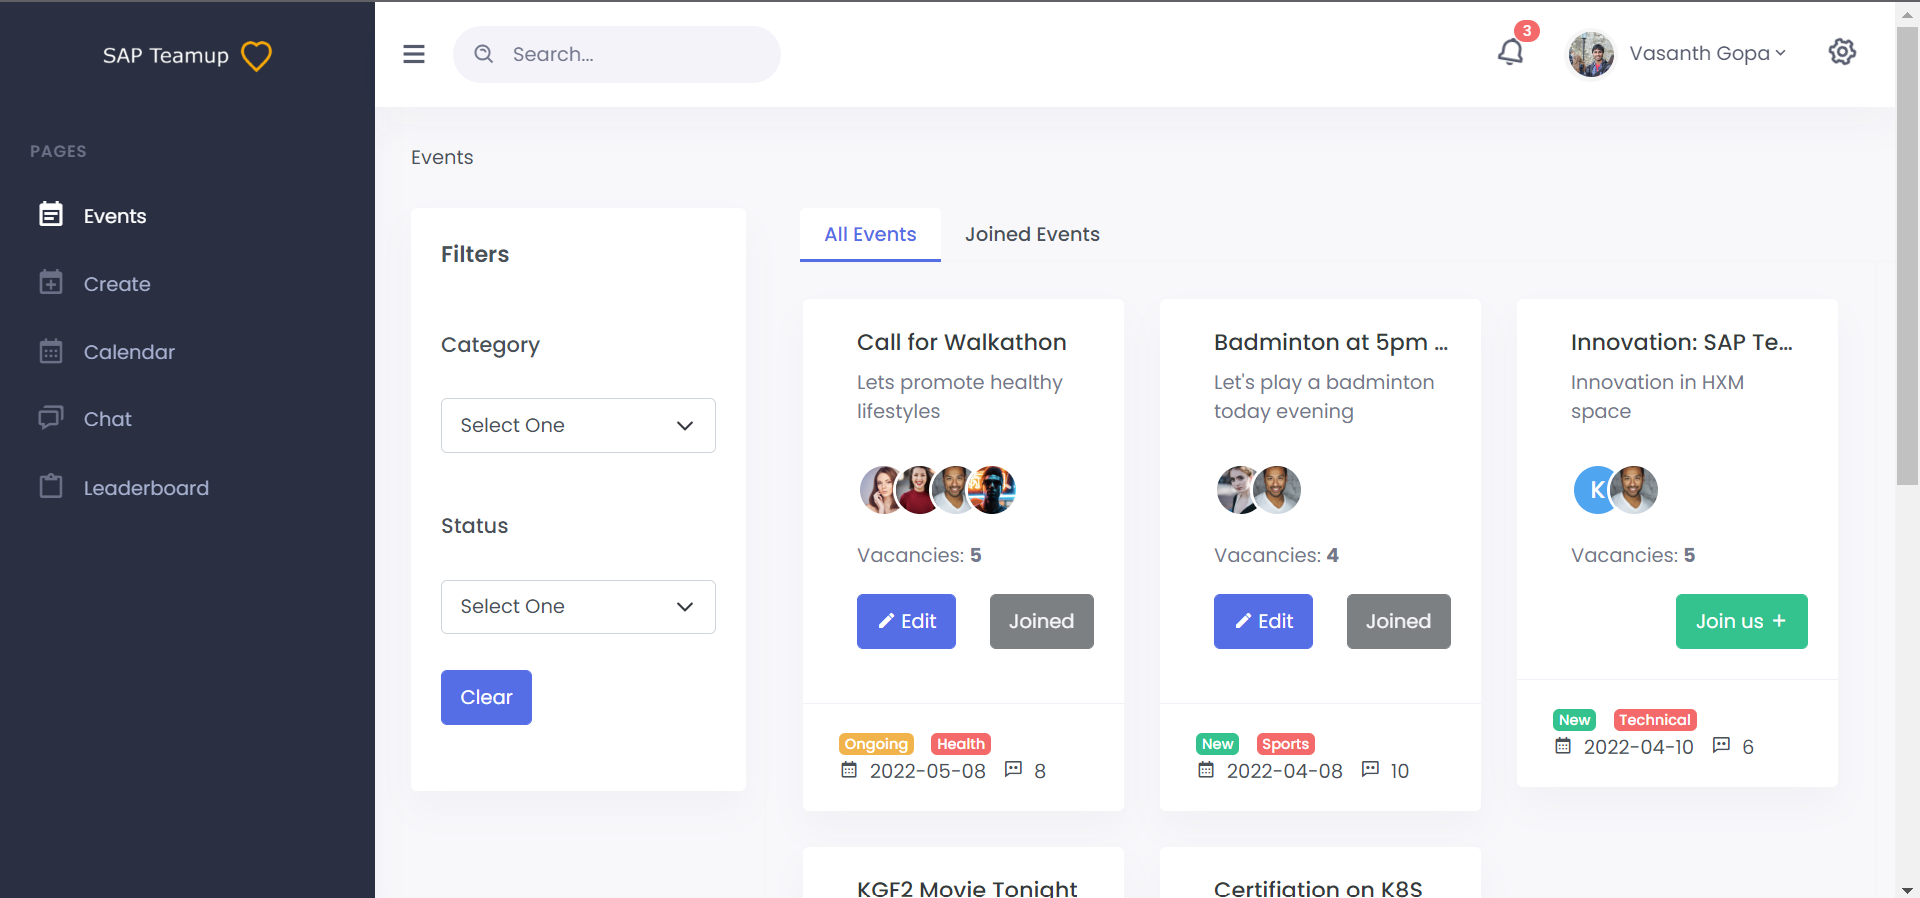 SAP Teamup
Search...
3
Vasanth Gopa
PAGES
Events
Create
Calendar
Chat
Leaderboard
Events
Filters
Category
Select One
Status
Select One
Clear
All Events
Joined Events
Call for Walkathon
Lets promote healthy
lifestyles
Vacancies: 5
Edit
Joined
Ongoing
Health
2022-05-08
8
Badminton at 5pm ...
Let's play a badminton
today evening
Vacancies: 4
Edit
Joined
New
Sports
2022-04-08
10
Innovation: SAP Te...
Innovation in HXM
space
K
Vacancies: 5
Join us +
New
Technical
2022-04-10
6
KGF2 Movie Tonight
Certifiation on K8S